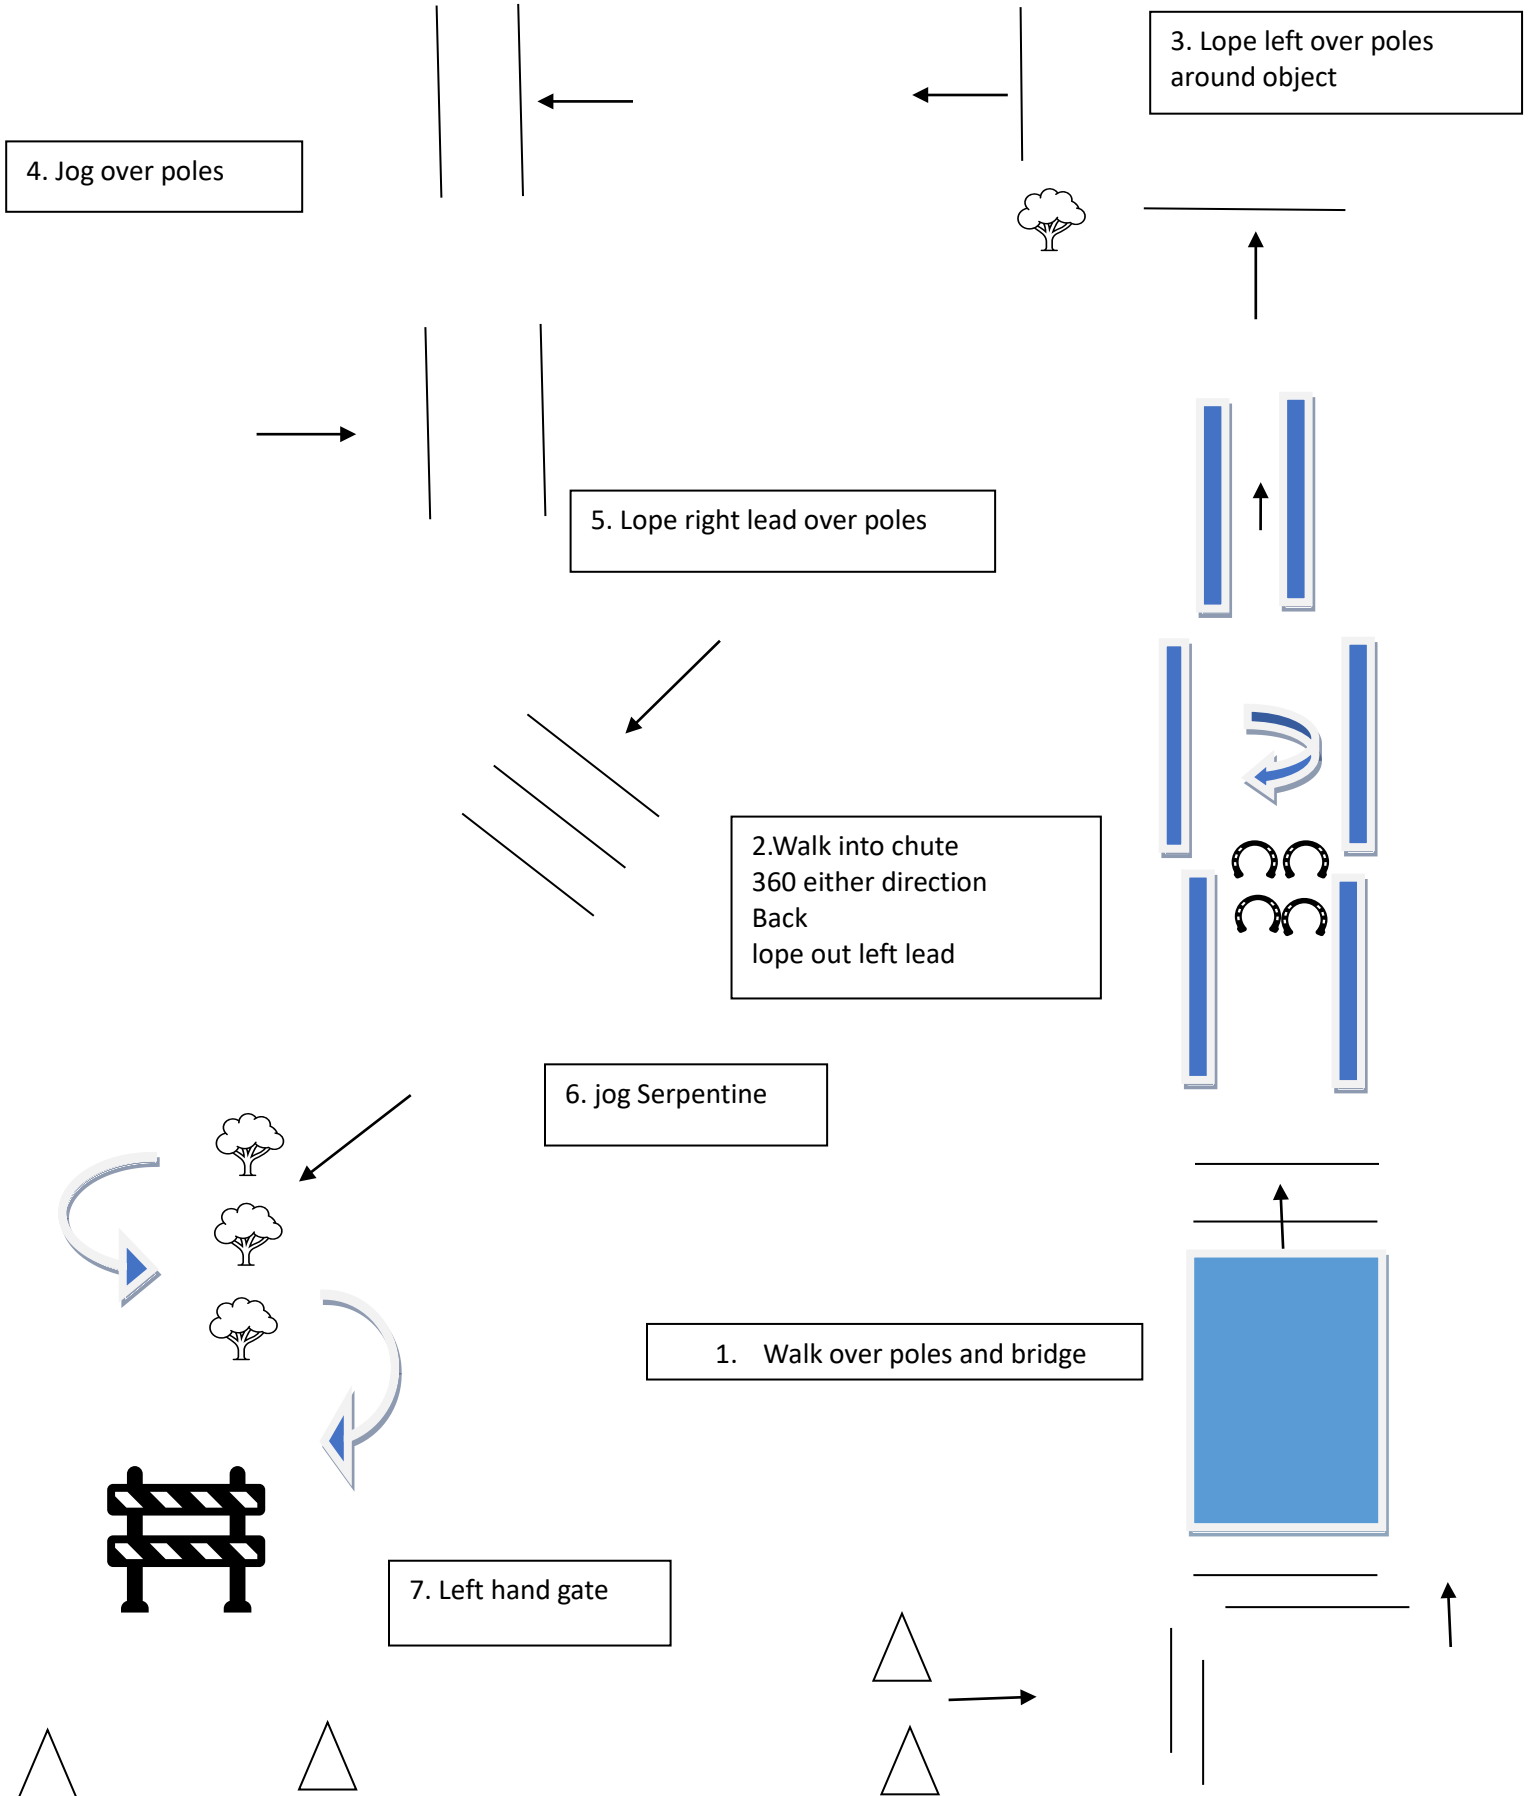 3. Lope left over poles
around object
4. Jog over poles
5. Lope right lead over poles
2.Walk into chute
360 either direction
Back
lope out left lead
6. jog Serpentine
1. Walk over poles and bridge
7. Left hand gate